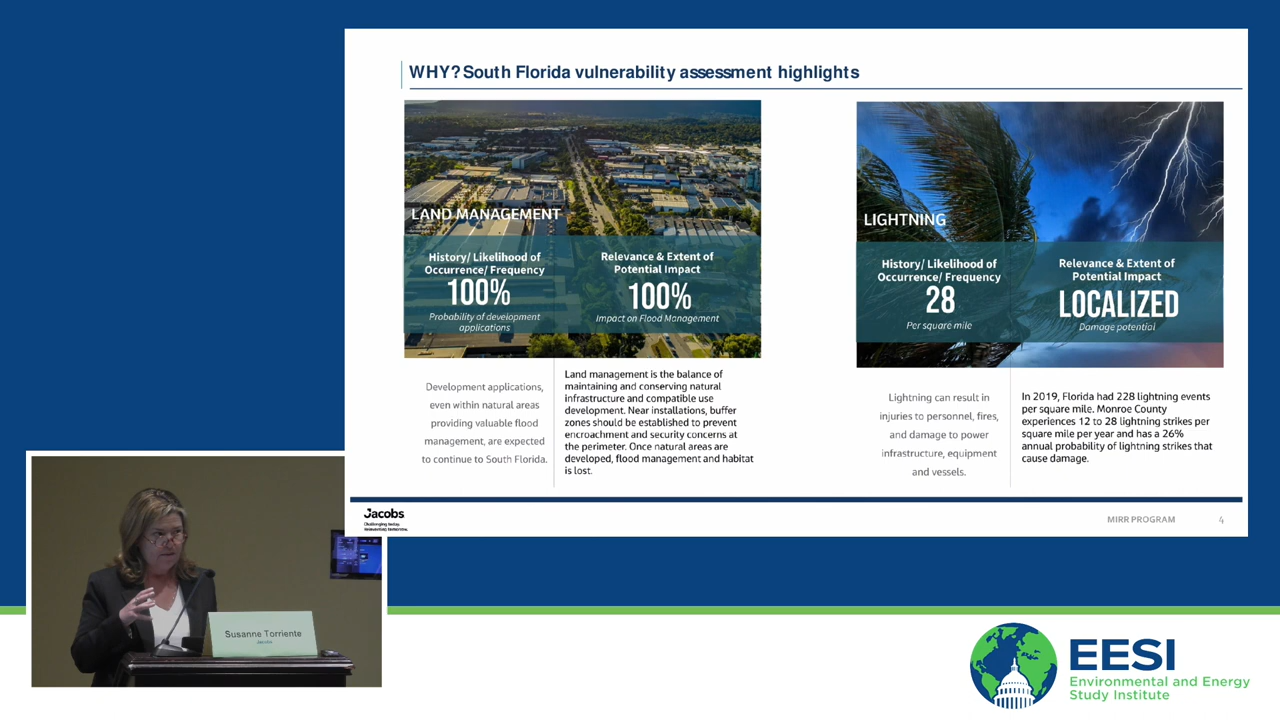 WHY? South Florida vulnerability assessment highlights
LAND MANAGEMENT
History/ Likelihood of
Occurrence/ Frequency
100%
Probability of development
applications
Relevance & Extent of
Potential Impact
100%
Impact on Flood Management
Development applications,
even within natural areas
providing valuable flood
management, are expected
to continue to South Florida.
Land management is the balance of
maintaining and conserving natural
infrastructure and compatible use
development. Near installations, buffer
zones should be established to prevent
encroachment and security concerns at
the perimeter. Once natural areas are
developed, flood management and habitat
is lost.
LIGHTNING
History/ Likelihood of
Occurrence/ Frequency
28
Per square mile
Relevance & Extent of
Potential Impact
LOCALIZED
Damage potential
Lightning can result in
injuries to personnel, fires,
and damage to power
infrastructure, equipment
and vessels.
In 2019, Florida had 228 lightning events
per square mile. Monroe County
experiences 12 to 28 lightning strikes per
square mile per year and has a 26%
annual probability of lightning strikes that
cause damage.
Jacobs
Challenging today.
Reinventing tomorrow.
MIRR PROGRAM
4
Susanne Torriente
Jacobs
EESI
Environmental and Energy
Study Institute